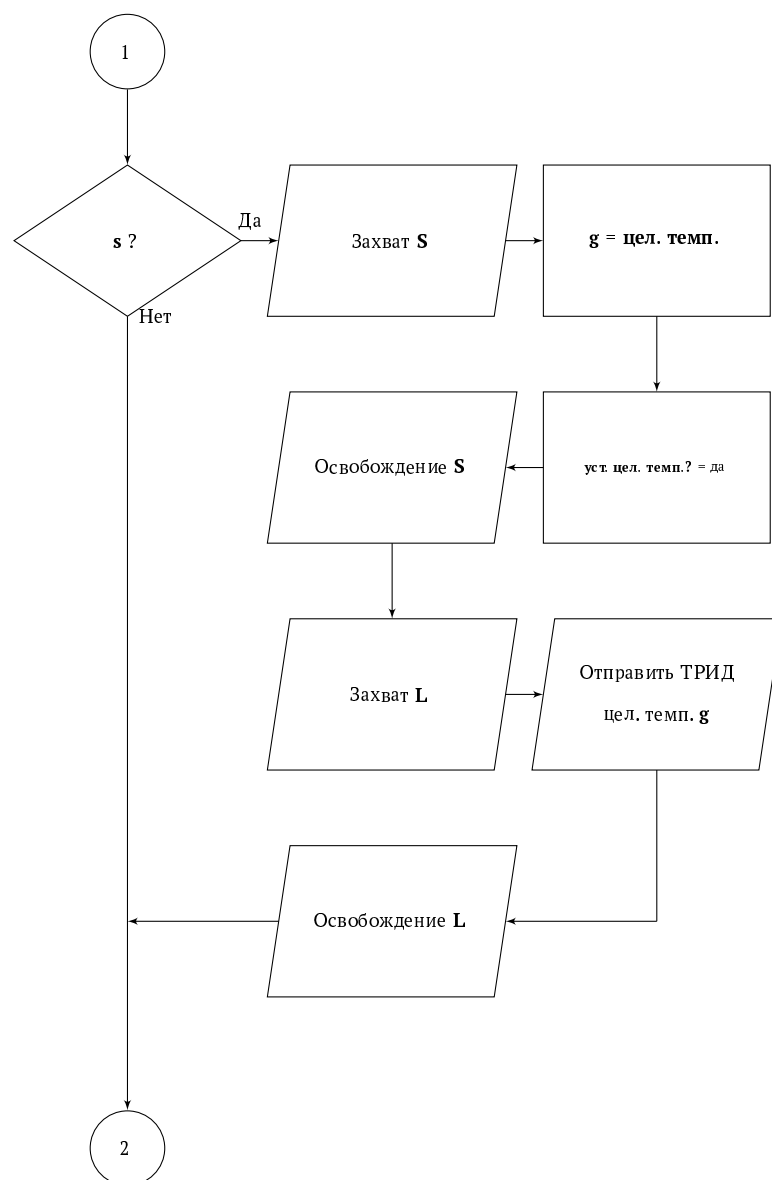 1
Да
s ?
Захват S
g = цел. темп.
Нет
Освобождение S
уст. цел. темп.? = да
Захват L
Отправить ТРИД
цел. темп. g
Освобождение L
2